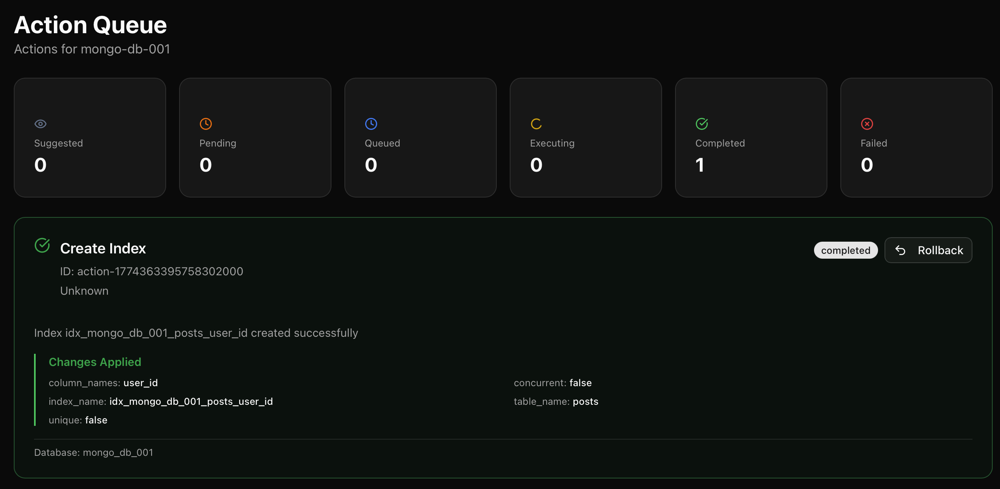 Action Queue
Actions for mongo-db-001
Suggested
0
Pending
0
Queued
0
Executing
0
Completed
1
Failed
0
Create Index
completed
Rollback
ID: action-1774363395758302000
Unknown
Index idx_mongo_db_001_posts_user_id created successfully
Changes Applied
column_names: user_id
concurrent: false
index_name: idx_mongo_db_001_posts_user_id
table_name: posts
unique: false
Database: mongo_db_001